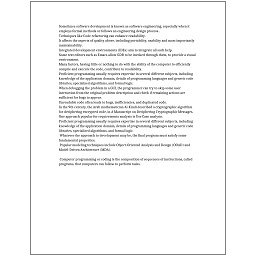 Sometimes software development is known as software engineering, especially when it
employs formal methods or follows an engineering design process.
Techniques like Code refactoring can enhance readability.
It affects the aspects of quality above, including portability, usability and most importantly
maintainability.
Integrated development environments (IDEs) aim to integrate all such help.
Some text editors such as Emacs allow GDB to be invoked through them, to provide a visual
environment.
Many factors, having little or nothing to do with the ability of the computer to efficiently
compile and execute the code, contribute to readability.
Proficient programming usually requires expertise in several different subjects, including
knowledge of the application domain, details of programming languages and generic code
libraries, specialized algorithms, and formal logic.
When debugging the problem in a GUI, the programmer can try to skip some user
interaction from the original problem description and check if remaining actions are
sufficient for bugs to appear.
Unreadable code often leads to bugs, inefficiencies, and duplicated code.
In the 9th century, the Arab mathematician Al-Kindi described a cryptographic algorithm
for deciphering encrypted code, in A Manuscript on Deciphering Cryptographic Messages.
One approach popular for requirements analysis is Use Case analysis.
Proficient programming usually requires expertise in several different subjects, including
knowledge of the application domain, details of programming languages and generic code
libraries, specialized algorithms, and formal logic.
Whatever the approach to development may be, the final program must satisfy some
fundamental properties.
Popular modeling techniques include Object-Oriented Analysis and Design (OOAD) and
Model-Driven Architecture (MDA).
Computer programming or coding is the composition of sequences of instructions, called
programs, that computers can follow to perform tasks.